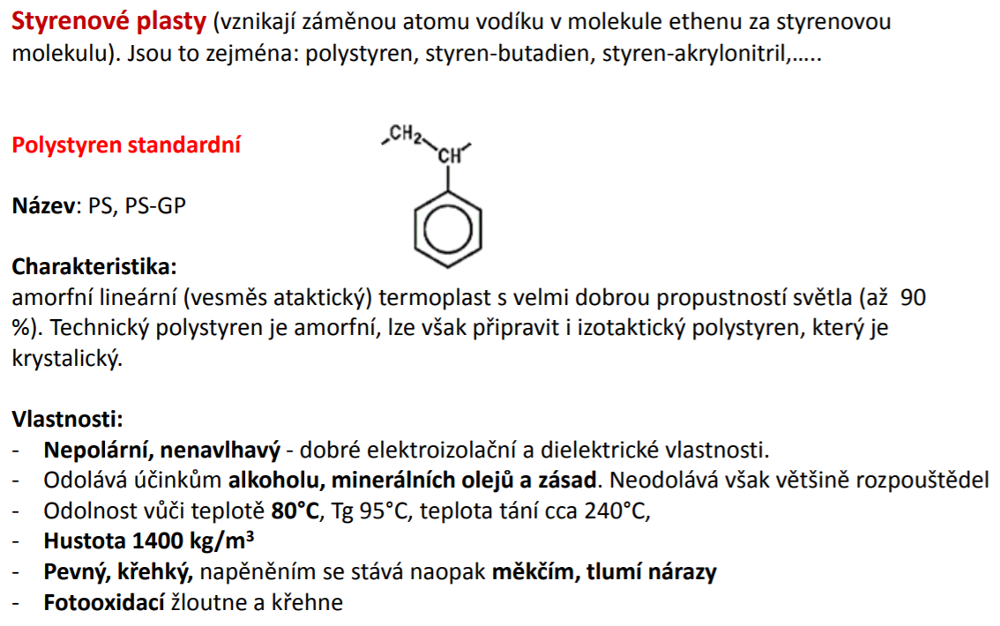 Styrenové plasty (vznikají záměnou atomu vodíku v molekule ethenu za styrenovou
molekulu). Jsou to zejména: polystyren, styren-butadien, styren-akrylonitril,…..
Polystyren standardní
CH₂
CH
Název: PS, PS-GP
Charakteristika:
amorfní lineární (vesměs ataktický) termoplast s velmi dobrou propustností světla (až 90
%). Technický polystyren je amorfní, lze však připravit i izotaktický polystyren, který je
krystalický.
Vlastnosti:
- Nepolární, nenavlhavý - dobré elektroizolační a dielektrické vlastnosti.
- Odolává účinkům alkoholu, minerálních olejů a zásad. Neodolává však většině rozpouštědel
- Odolnost vůči teplotě 80°C, Tg 95°C, teplota tání cca 240°C,
- Hustota 1400 kg/m³
- Pevný, křehký, napěněním se stává naopak měkčím, tlumí nárazy
- Fotooxidací žloutne a křehne